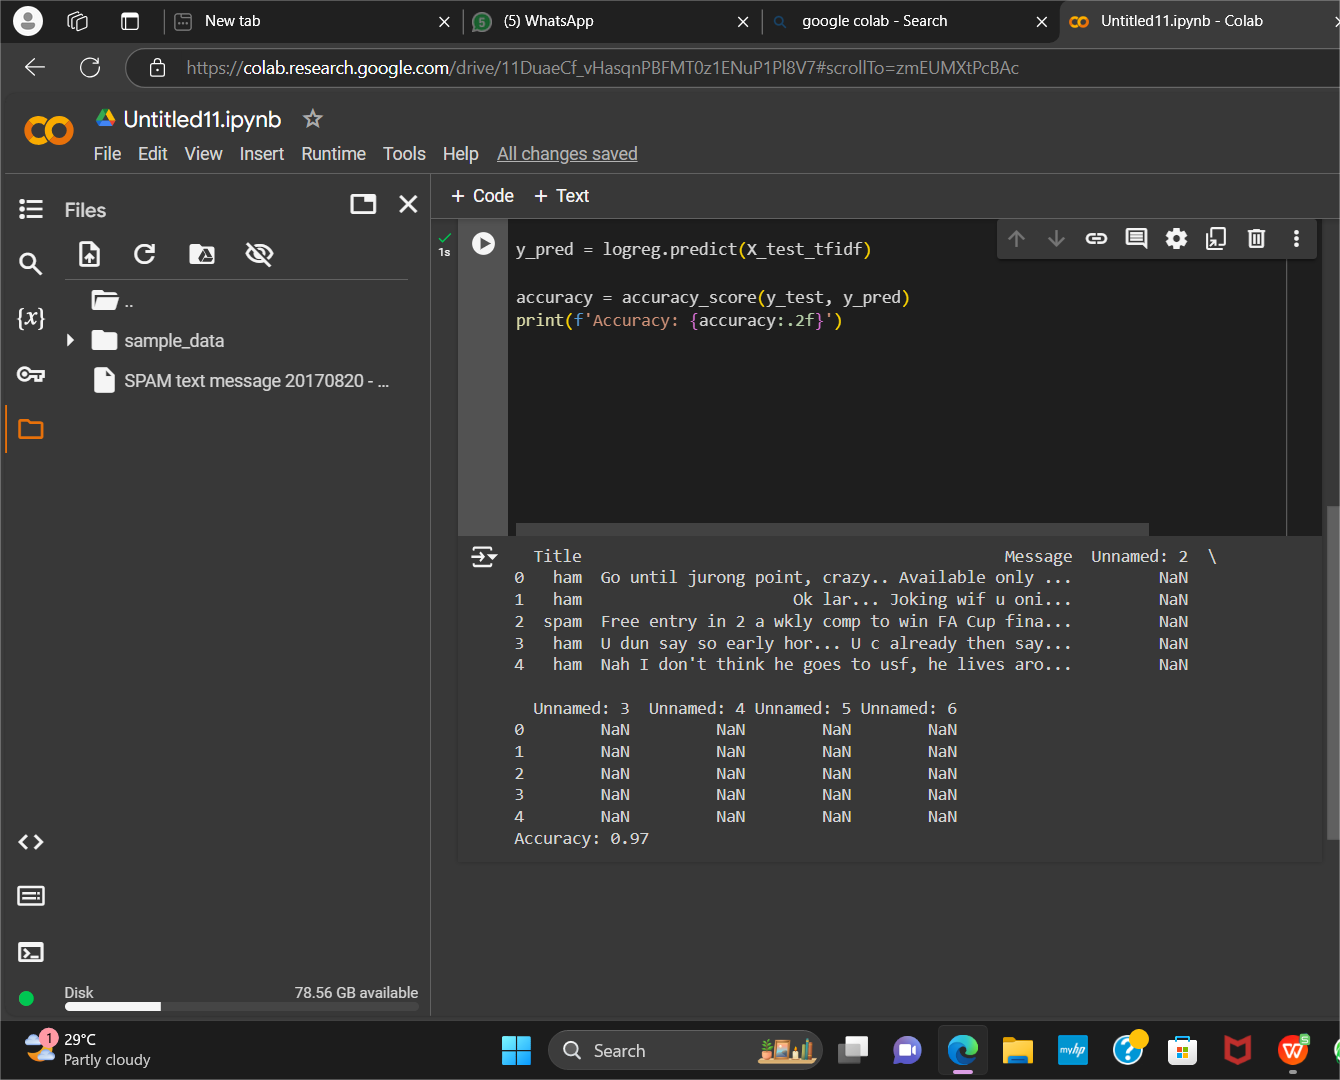 New tab
(5) WhatsApp
google colab - Search
Untitled11.ipynb - Colab
https://colab.research.google.com/drive/11DuaeCf_vHasqnPBFMT0z1ENuP1Pl8V7#scrollTo=zmEUMXtPcBAc
Untitled11.ipynb
File Edit View Insert Runtime Tools Help All changes saved
Files
+ Code + Text
1s
y_pred = logreg.predict(X_test_tfidf)
accuracy = accuracy_score(y_test, y_pred)
print(f'Accuracy: {accuracy:.2f}')
..
sample_data
SPAM text message 20170820 - ...
{x}
Title Message Unnamed: 2 \
0 ham Go until jurong point, crazy.. Available only ... NaN
1 ham Ok lar... Joking wif u oni... NaN
2 spam Free entry in 2 a wkly comp to win FA Cup fina... NaN
3 ham U dun say so early hor... U c already then say... NaN
4 ham Nah I don't think he goes to usf, he lives aro... NaN
Unnamed: 3 Unnamed: 4 Unnamed: 5 Unnamed: 6
0 NaN NaN NaN NaN
1 NaN NaN NaN NaN
2 NaN NaN NaN NaN
3 NaN NaN NaN NaN
4 NaN NaN NaN NaN
Accuracy: 0.97
Disk 78.56 GB available
1
29°C
Partly cloudy
Search
myhp
?
W
S